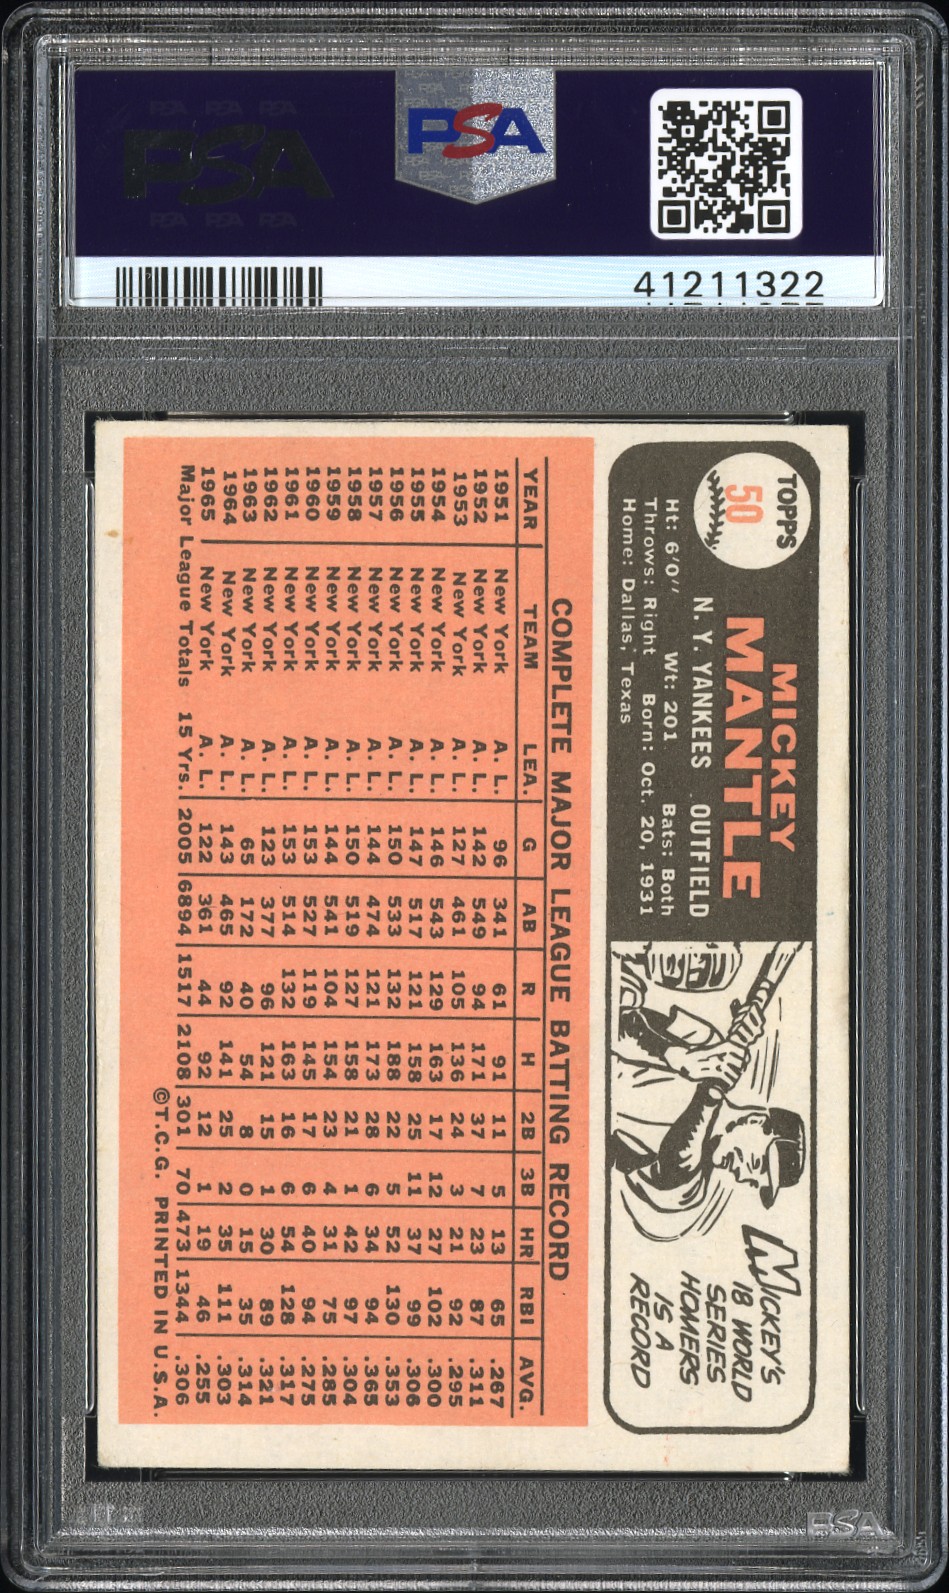 PSA
PSA
41211322
TOPPS
50
MICKEY
MANTLE
N. Y. YANKEES OUTFIELD
Ht: 6'0" Wt: 201 Bats: Both
Throws: Right Born: Oct. 20, 1931
Home: Dallas, Texas
MICKEY'S
18 WORLD
SERIES
HOMERS
IS A
RECORD
COMPLETE MAJOR LEAGUE BATTING RECORD
YEAR TEAM LEA. G AB R H 2B 3B HR RBI AVG.
1951 New York A. L. 96 341 61 91 11 5 13 65 .267
1952 New York A. L. 142 549 94 171 37 7 23 87 .311
1953 New York A. L. 127 461 105 136 24 3 21 92 .295
1954 New York A. L. 146 543 129 163 17 12 27 102 .300
1955 New York A. L. 147 517 121 158 25 11 37 99 .306
1956 New York A. L. 150 533 132 188 22 5 52 130 .353
1957 New York A. L. 144 474 121 173 28 6 34 94 .365
1958 New York A. L. 150 519 127 158 21 1 42 97 .304
1959 New York A. L. 144 541 104 154 23 4 31 75 .285
1960 New York A. L. 153 527 119 145 17 6 40 94 .275
1961 New York A. L. 153 514 132 163 16 6 54 128 .317
1962 New York A. L. 123 377 96 121 15 1 30 89 .321
1963 New York A. L. 65 172 40 54 8 0 15 35 .314
1964 New York A. L. 143 465 92 141 25 2 35 111 .303
1965 New York A. L. 122 361 44 92 12 1 19 46 .255
Major League Totals 15 Yrs. 2005 6894 1517 2108 301 70 473 1344 .306
©T.C.G. PRINTED IN U.S.A.
PSA